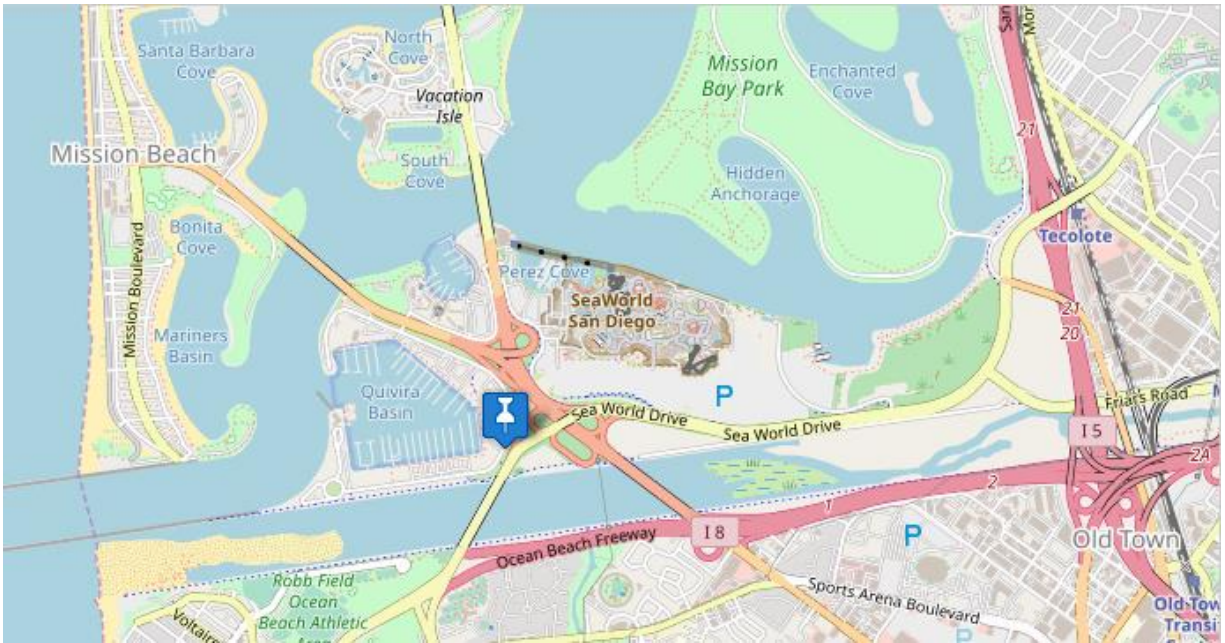 Santa Barbara
Cove
North
Cove
Vacation
Isle
South
Cove
Mission
Bay Park
Enchanted
Cove
Hidden
Anchorage
21
Mission Beach
Bonita
Cove
Mission Boulevard
Mariners
Basin
Perez Cove
SeaWorld
San Diego
Tecolote
21
20
Quivira
Basin
P
Sea World Drive
Sea World Drive
Friars Road
I 5
2A
2
1
I 8
Ocean Beach Freeway
P
Old Town
Robb Field
Ocean
Beach Athletic
Voltaire
Sports Arena Boulevard
P
Old Tow
Transi